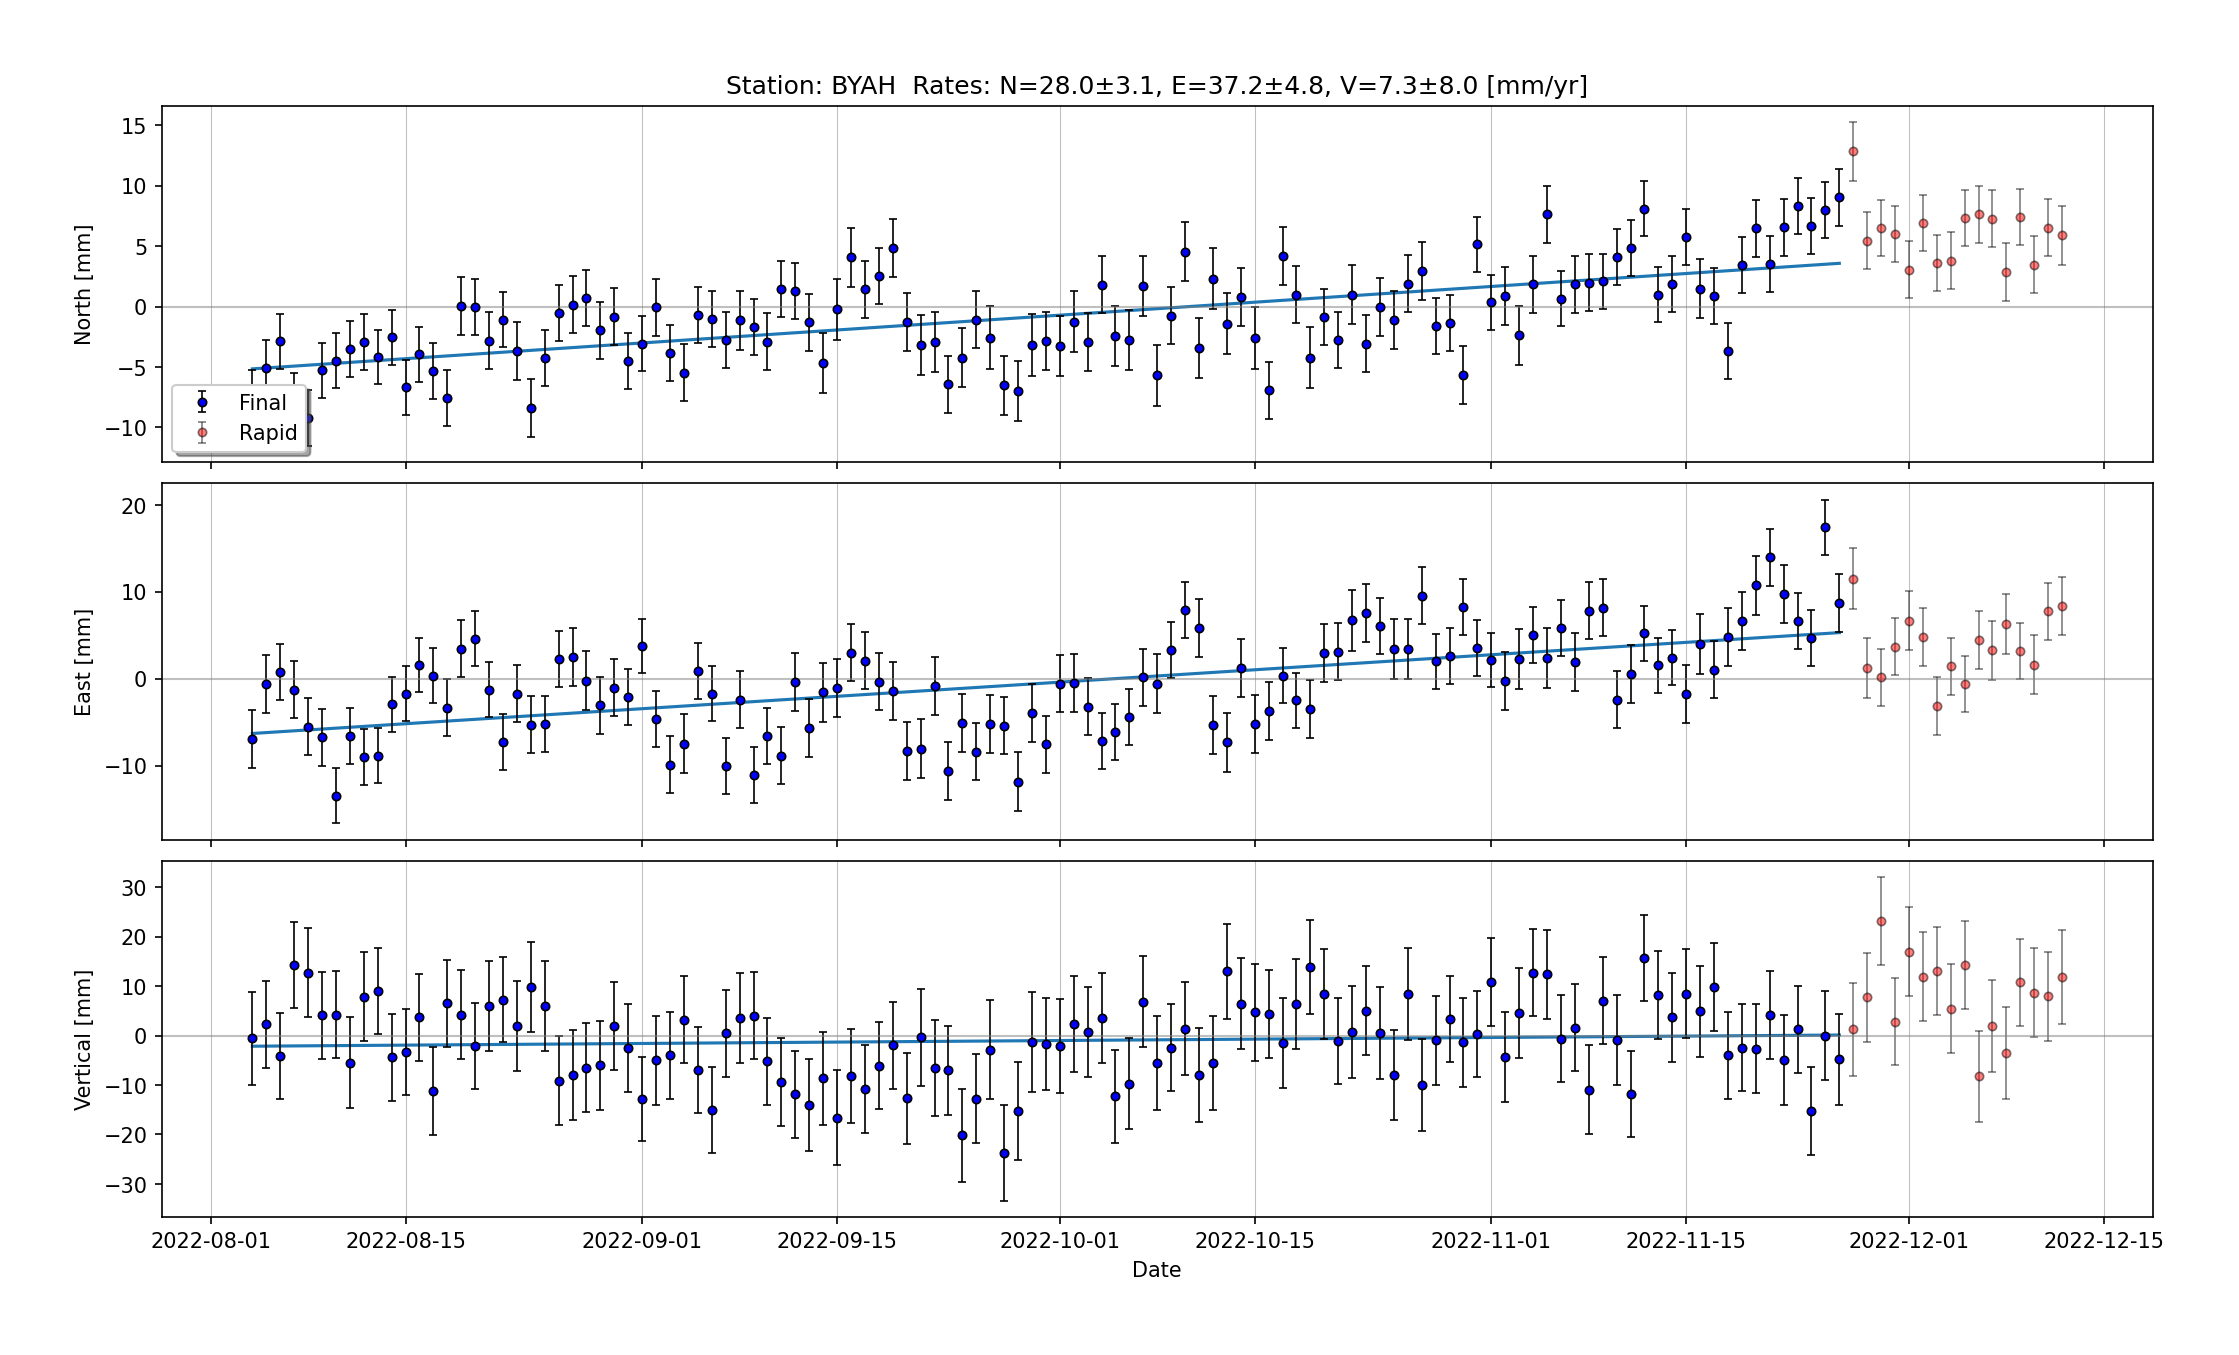 Station: BYAH  Rates: N=28.0±3.1, E=37.2±4.8, V=7.3±8.0 [mm/yr]
15
10
5
0
−5
−10
North [mm]
Final
Rapid
20
10
0
−10
East [mm]
30
20
10
0
−10
−20
−30
Vertical [mm]
2022-08-01 2022-08-15 2022-09-01 2022-09-15 2022-10-01 2022-10-15 2022-11-01 2022-11-15 2022-12-01 2022-12-15
Date